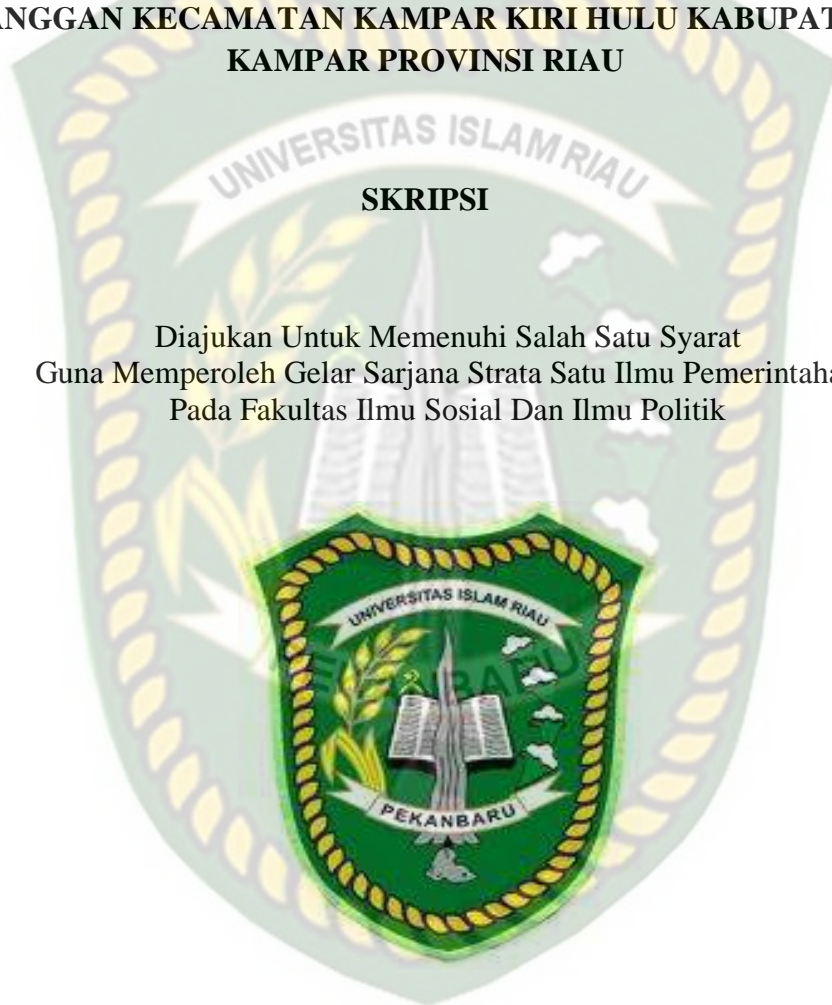 ANGGAN KECAMATAN KAMPAR KIRI HULU KABUPAT
KAMPAR PROVINSI RIAU
UNIVERSITAS ISLAM RIAU
SKRIPSI
Diajukan Untuk Memenuhi Salah Satu Syarat
Guna Memperoleh Gelar Sarjana Strata Satu Ilmu Pemerintaha
Pada Fakultas Ilmu Sosial Dan Ilmu Politik
UNIVERSITAS ISLAM RIAU
PEKANBARU
PEKANBARU